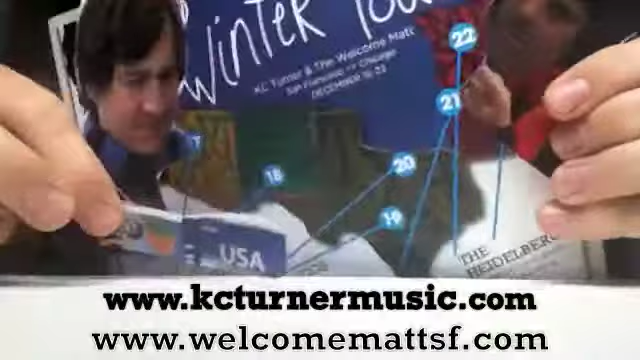 Winter Tou
KC Turner & The Welcome Matt
San Francisco >> Chicago
DECEMBER 16-23
22
21
17
18
20
19
USA
THE
HEIDELBERG
www.kcturnermusic.com
www.welcomemattsf.com